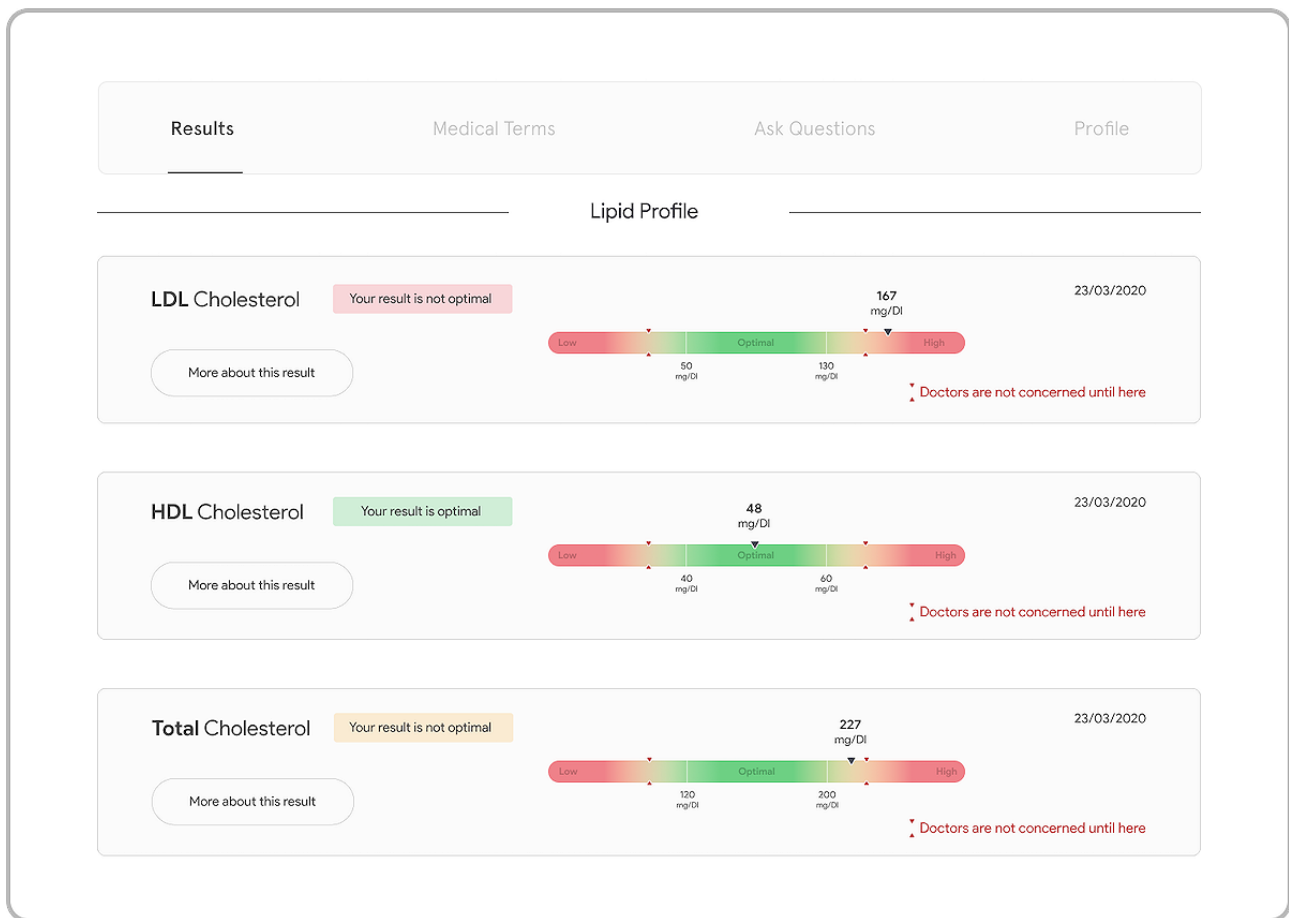 Results
Medical Terms
Ask Questions
Profile
Lipid Profile
LDL Cholesterol
Your result is not optimal
167
mg/Dl
23/03/2020
Low
Optimal
High
50
mg/Dl
130
mg/Dl
More about this result
Doctors are not concerned until here
HDL Cholesterol
Your result is optimal
48
mg/Dl
23/03/2020
Low
Optimal
High
40
mg/Dl
60
mg/Dl
More about this result
Doctors are not concerned until here
Total Cholesterol
Your result is not optimal
227
mg/Dl
23/03/2020
Low
Optimal
High
120
mg/Dl
200
mg/Dl
More about this result
Doctors are not concerned until here